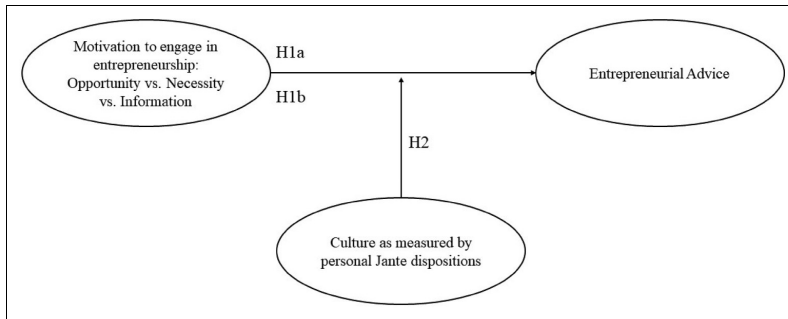 Motivation to engage in
entrepreneurship:
Opportunity vs. Necessity
vs. Information
H1a
H1b
Entrepreneurial Advice
H2
Culture as measured by
personal Jante dispositions